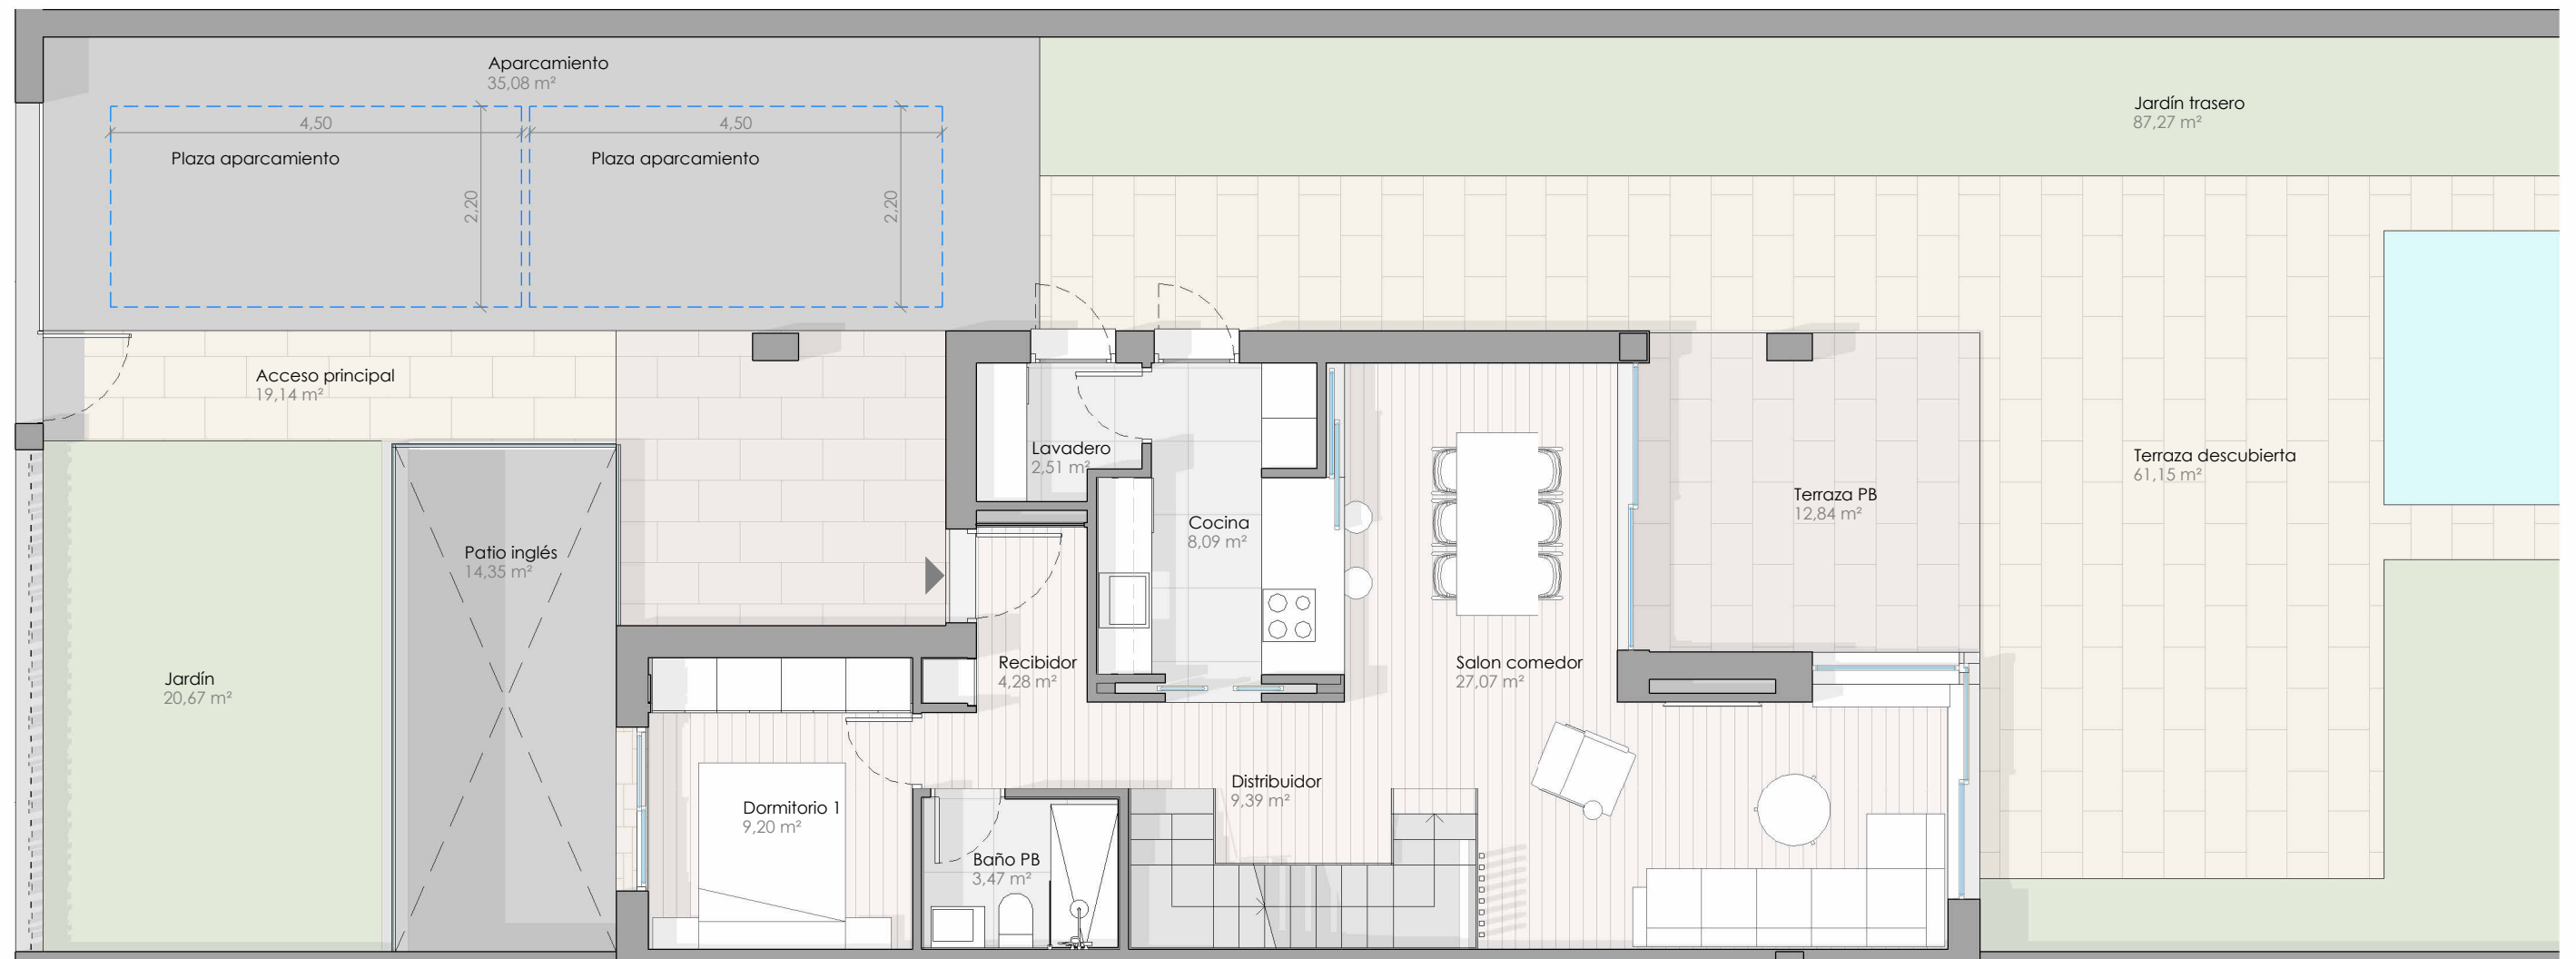 Aparcamiento
35,08 m²
4,50
4,50
Plaza aparcamiento
Plaza aparcamiento
2,20
2,20
Jardín trasero
87,27 m²
Acceso principal
19,14 m²
Lavadero
2,51 m²
Cocina
8,09 m²
Terraza PB
12,84 m²
Terraza descubierta
61,15 m²
Patio inglés
14,35 m²
Jardín
20,67 m²
Recibidor
4,28 m²
Salon comedor
27,07 m²
Dormitorio 1
9,20 m²
Distribuidor
9,39 m²
Baño PB
3,47 m²